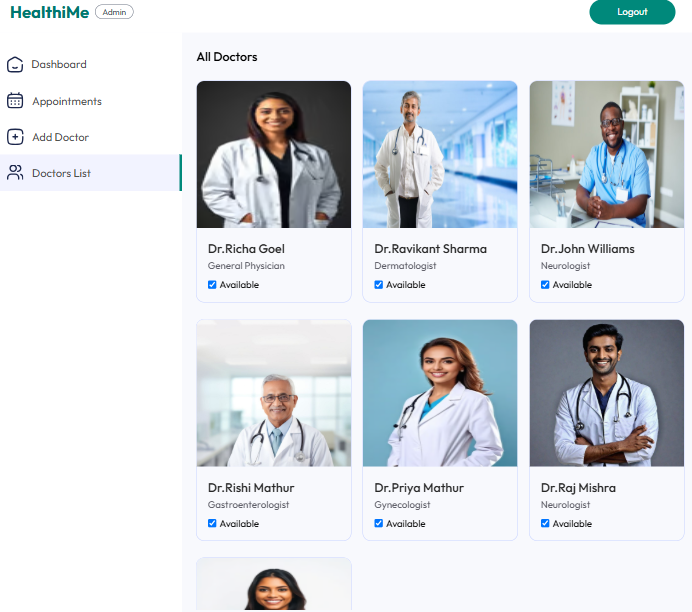 HealthiMe Admin
Logout
Dashboard
Appointments
Add Doctor
Doctors List
All Doctors
Dr.Richa Goel
General Physician
Available
Dr.Ravikant Sharma
Dermatologist
Available
Dr.John Williams
Neurologist
Available
Dr.Rishi Mathur
Gastroenterologist
Available
Dr.Priya Mathur
Gynecologist
Available
Dr.Raj Mishra
Neurologist
Available